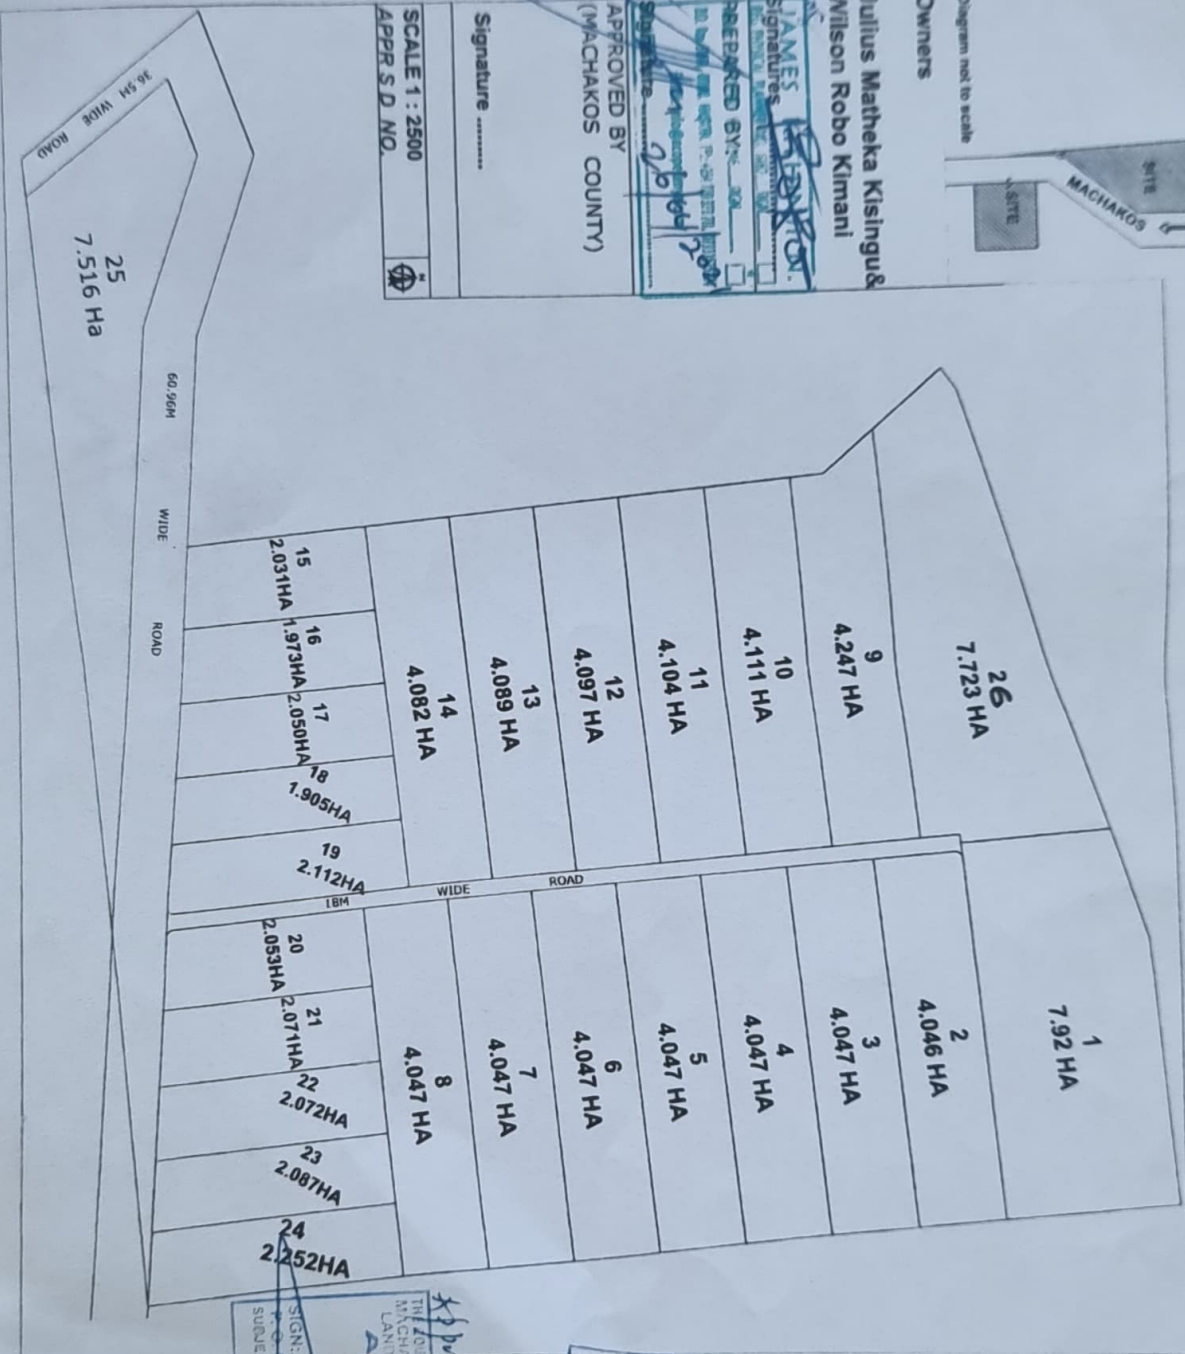 Diagram not to scale
SITE
MACHAKOS
SITE
Owners
Julius Matheka Kisingu&
Wilson Robo Kimani
JAMES
Signatures
PREPARED BY:
Signature
APPROVED BY
(MACHAKOS COUNTY)
Signature .........
SCALE 1 : 2500
APPR S D NO.
N
1
7.92 HA
26
7.723 HA
2
4.046 HA
9
4.247 HA
3
4.047 HA
10
4.111 HA
4
4.047 HA
11
4.104 HA
5
4.047 HA
12
4.097 HA
6
4.047 HA
13
4.089 HA
7
4.047 HA
14
4.082 HA
8
4.047 HA
18M WIDE ROAD
15
2.031HA
16
1.973HA
17
2.050HA
18
1.905HA
19
2.112HA
20
2.053HA
21
2.071HA
22
2.072HA
23
2.087HA
24
2.252HA
60.96M WIDE ROAD
36.5M WIDE ROAD
25
7.516 Ha
SIGN: